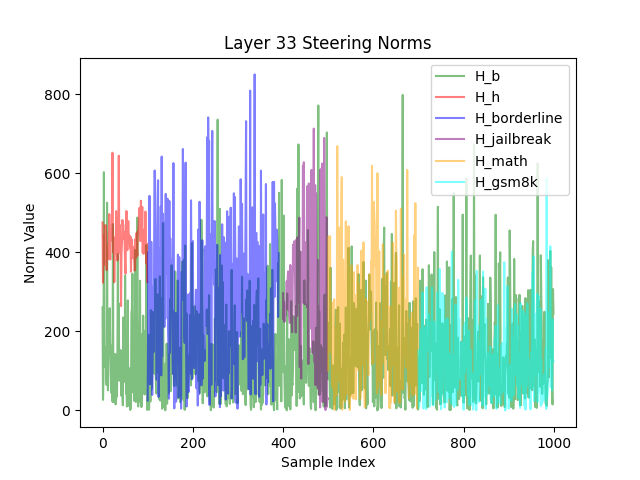 Layer 33 Steering Norms
H_b
H_h
H_borderline
H_jailbreak
H_math
H_gsm8k
Norm Value
800
600
400
200
0
0 200 400 600 800 1000
Sample Index